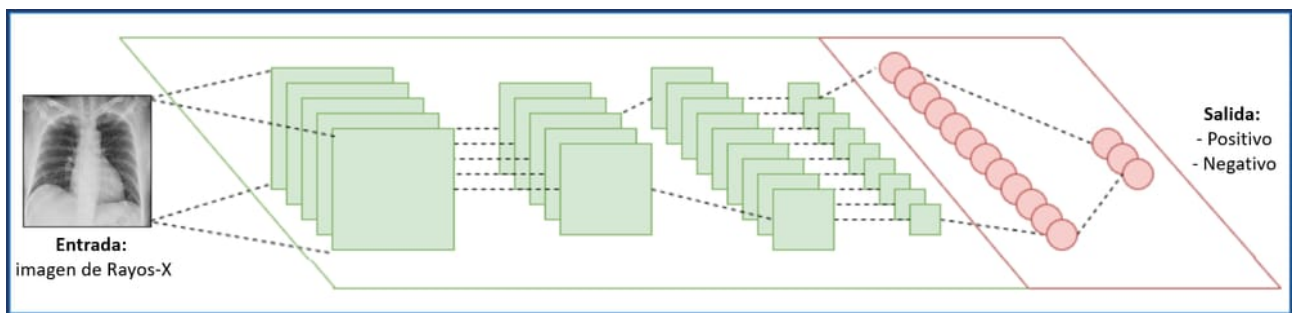 Entrada:
imagen de Rayos-X
Salida:
- Positivo
- Negativo